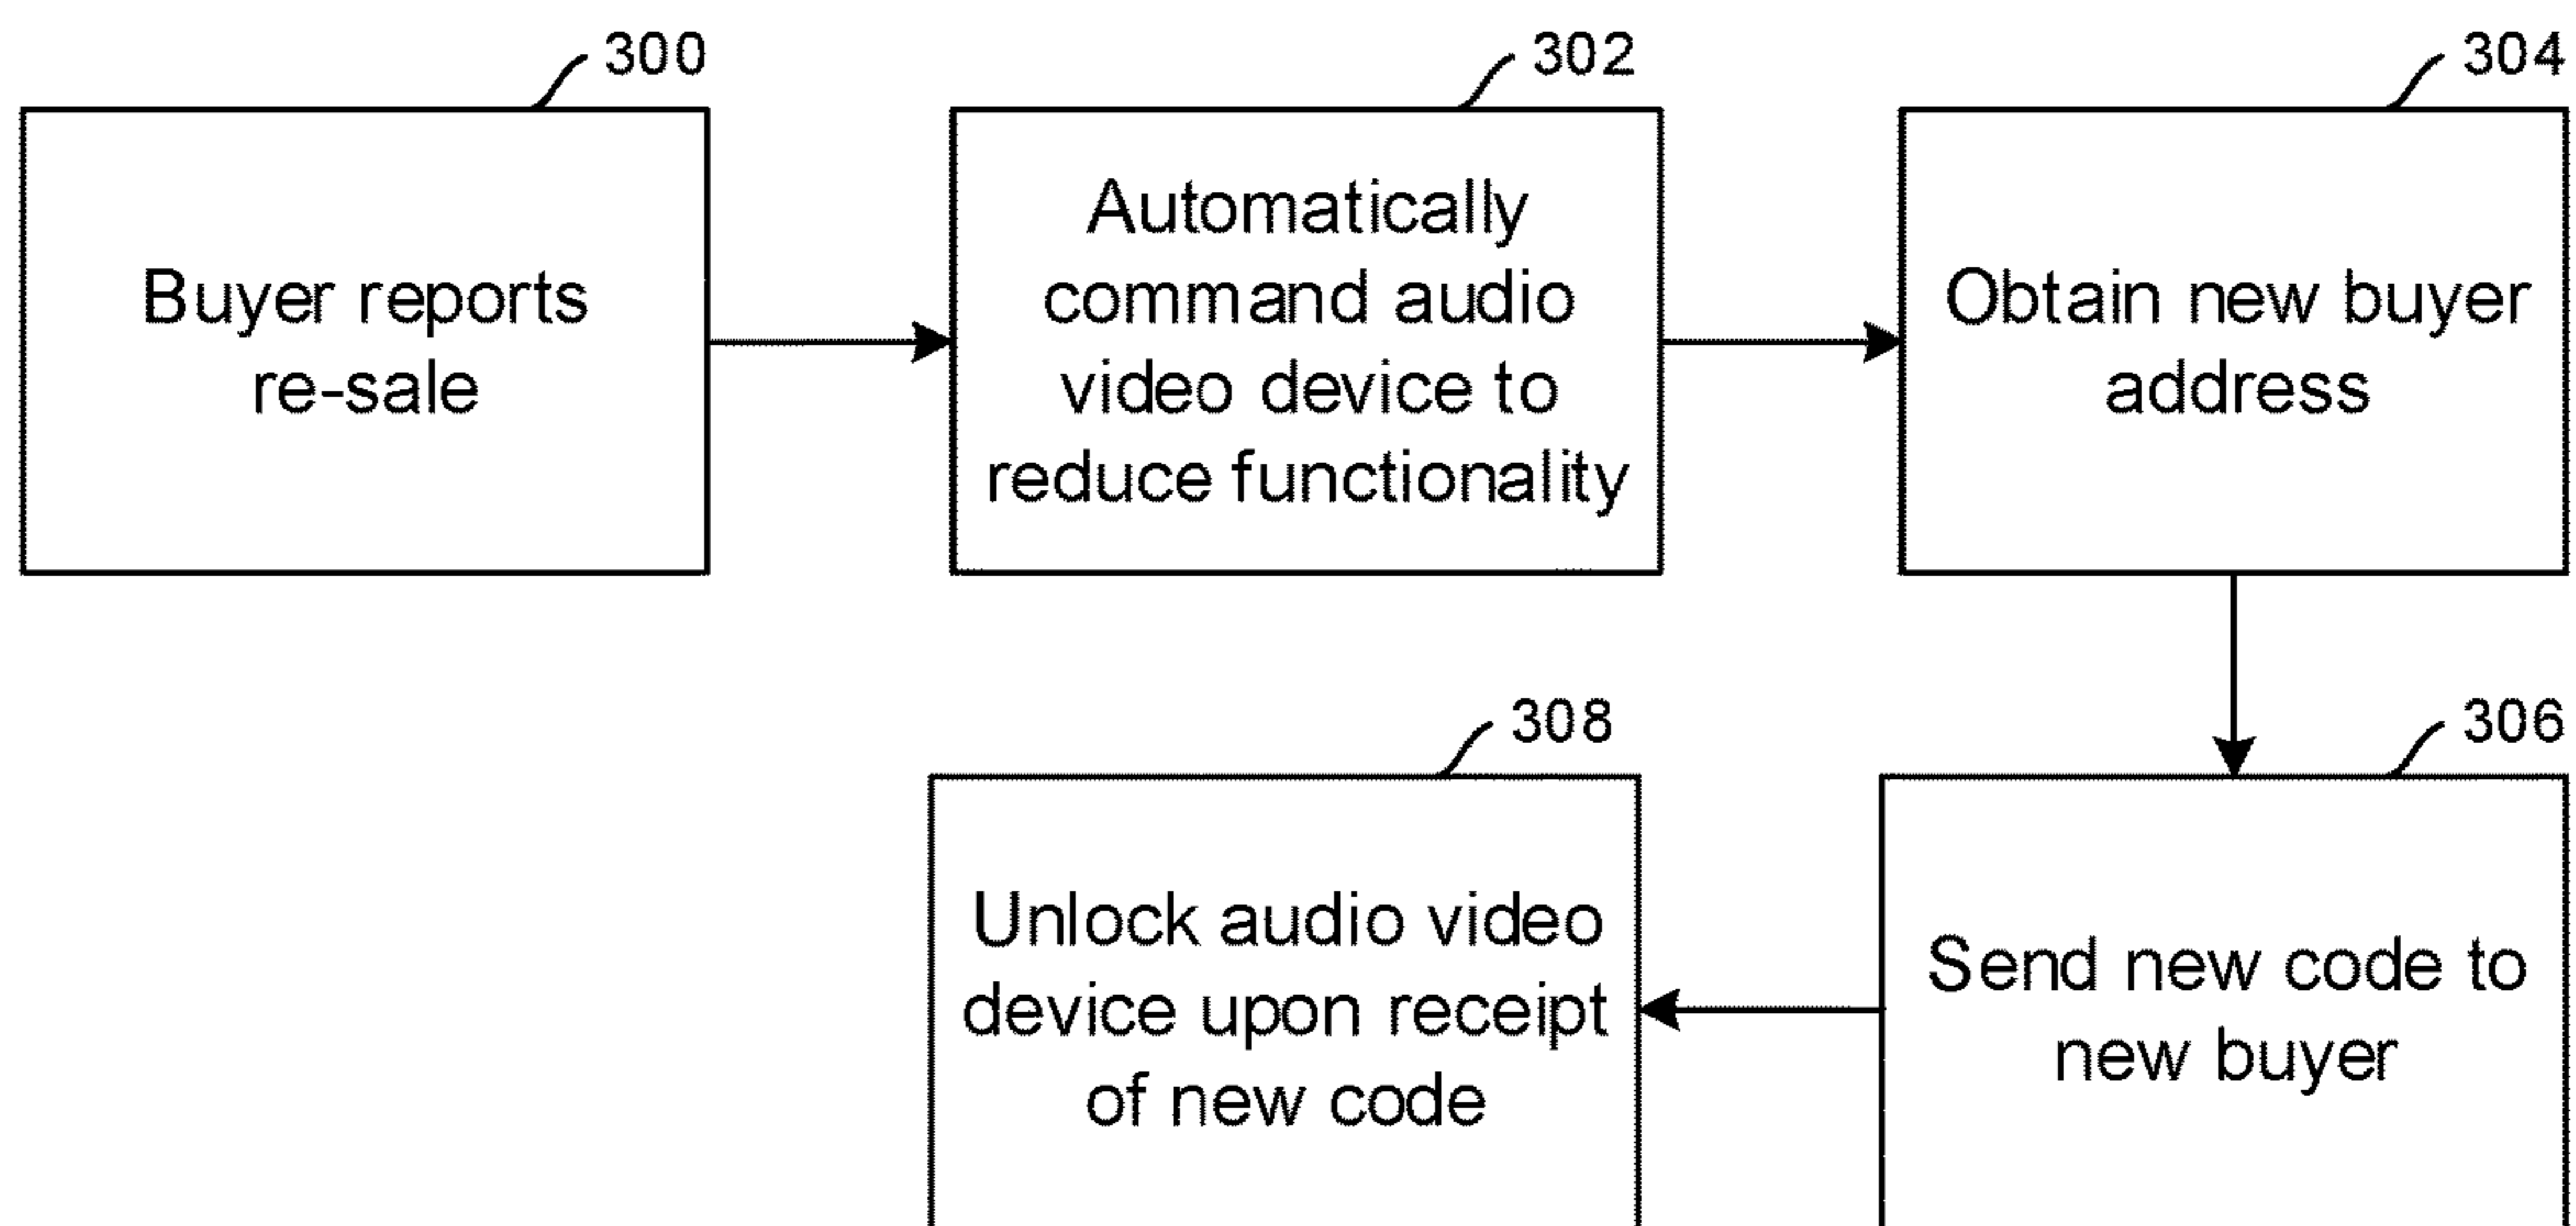 300
Buyer reports
re-sale
302
Automatically
command audio
video device to
reduce functionality
304
Obtain new buyer
address
306
Send new code to
new buyer
308
Unlock audio video
device upon receipt
of new code